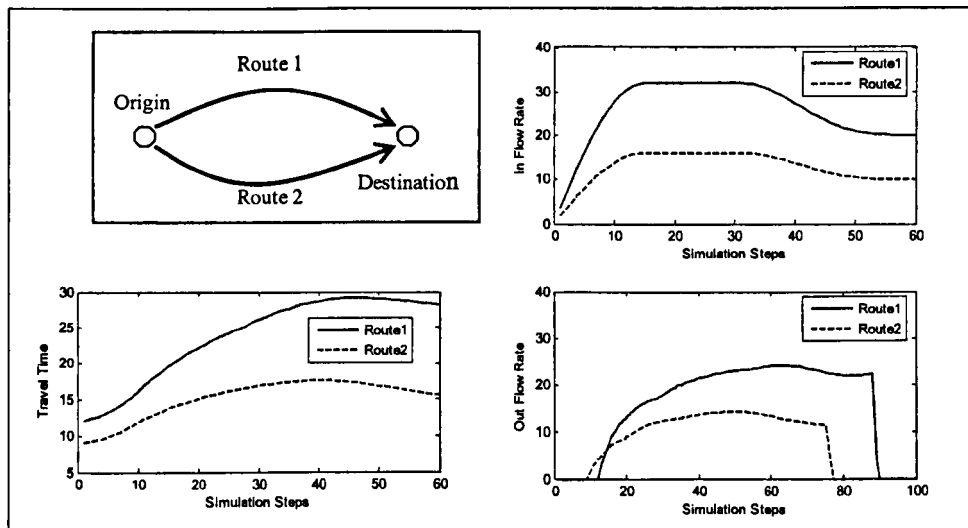 Route 1
Origin
Destination
Route 2
40
30
20
10
0
In Flow Rate
Route1
Route2
0 10 20 30 40 50 60
Simulation Steps
30
25
20
15
10
5
Travel Time
Route1
Route2
0 10 20 30 40 50 60
Simulation Steps
40
20
0
Out Flow Rate
Route1
Route2
0 20 40 60 80 100
Simulation Steps